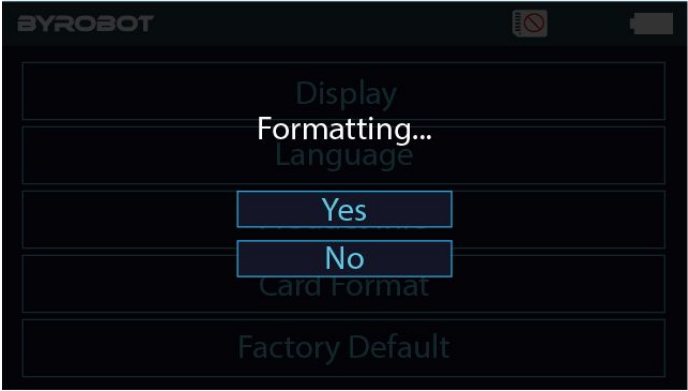 BYROBOT
Display
Formatting...
Language
Yes
No
Card Format
Factory Default